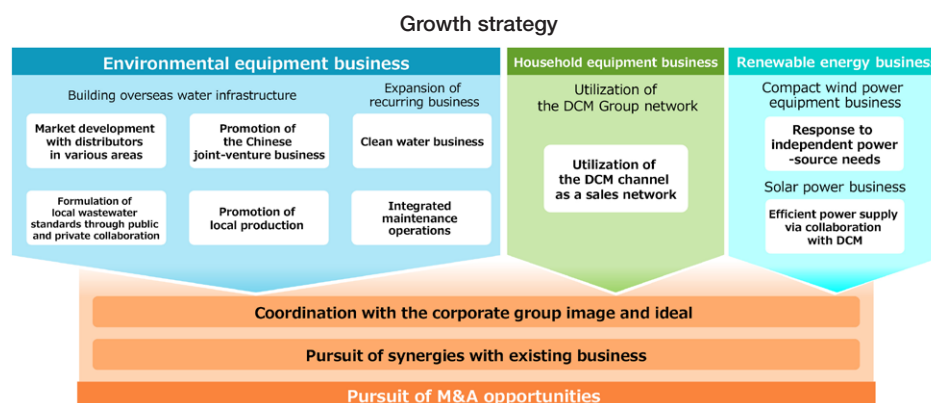 Growth strategy
Environmental equipment business
Building overseas water infrastructure
Market development
with distributors
in various areas
Promotion of
the Chinese
joint-venture business
Formulation of
local wastewater
standards through public
and private collaboration
Promotion of
local production
Expansion of
recurring business
Clean water business
Integrated
maintenance
operations
Household equipment business
Utilization of
the DCM Group network
Utilization of
the DCM channel
as a sales network
Renewable energy business
Compact wind power
equipment business
Response to
independent power
-source needs
Solar power business
Efficient power supply
via collaboration
with DCM
Coordination with the corporate group image and ideal
Pursuit of synergies with existing business
Pursuit of M&A opportunities